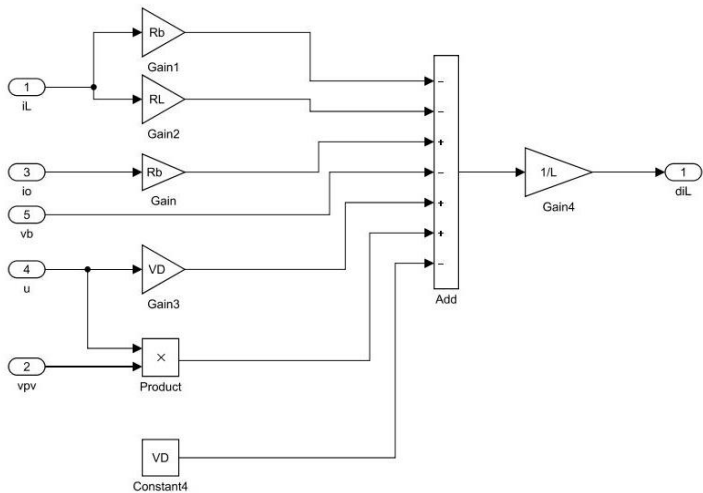 Rb
Gain1
1
iL
RL
Gain2
−
−
+
−
+
+
−
Add
3
io
Rb
Gain
1/L
Gain4
1
diL
5
vb
4
u
VD
Gain3
×
Product
2
vpv
VD
Constant4